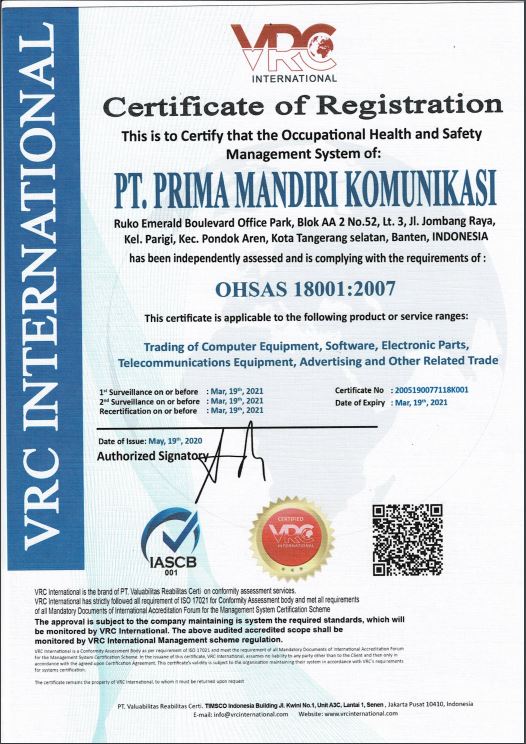 VRC INTERNATIONAL
VRC
INTERNATIONAL
Certificate of Registration
This is to Certify that the Occupational Health and Safety
Management System of:
PT. PRIMA MANDIRI KOMUNIKASI
Ruko Emerald Boulevard Office Park, Blok AA 2 No.52, Lt. 3, Jl. Jombang Raya,
Kel. Parigi, Kec. Pondok Aren, Kota Tangerang selatan, Banten, INDONESIA
has been independently assessed and is complying with the requirements of :
OHSAS 18001:2007
This certificate is applicable to the following product or service ranges:
Trading of Computer Equipment, Software, Electronic Parts,
Telecommunications Equipment, Advertising and Other Related Trade
1st Surveillance on or before : Mar, 19th, 2021
2nd Surveillance on or before : Mar, 19th, 2021
Recertification on or before : Mar, 19th, 2021
Certificate No : 2005190077118K001
Date of Expiry : Mar, 19th, 2021
Date of Issue: May, 19th, 2020
Authorized Signatory
IASCB
001
CERTIFIED
VRC
INTERNATIONAL
VRC International is the brand of PT. Valuabilitas Reabilitas Certi on conformity assessment services.
VRC International has strictly followed all requirement of ISO 17021 for Conformity Assessment body and met all requirements
of all Mandatory Documents of International Accreditation Forum for the Management System Certification Scheme
The approval is subject to the company maintaining is system the required standards, which will
be monitored by VRC International. The above audited accredited scope shall be
monitored by VRC International Management scheme regulation.
VRC International is a Conformity Assessment Body as per requirement of ISO 17021 and meet the requirement of all Mandatory Documents of International Accreditation Forum
for the Management System Certification Scheme. In the issuance of this certificate, VRC International, assumes no liability to any party other than to the Client and then only in
accordance with the agreed upon Certification Agreement. This certificate's validity is subject to the organisation maintaining their system in accordance with VRC's requirements
for systems certification.
The certificate remains the property of VRC International, to whom it must be returned upon request
PT. Valuabilitas Reabilitas Certi. TIMSCO Indonesia Building Jl. Kwini No.1, Unit A3C, Lantai 1, Senen , Jakarta Pusat 10410, Indonesia
E-mail: info@vrcinternational.com Website: www.vrcinternational.com